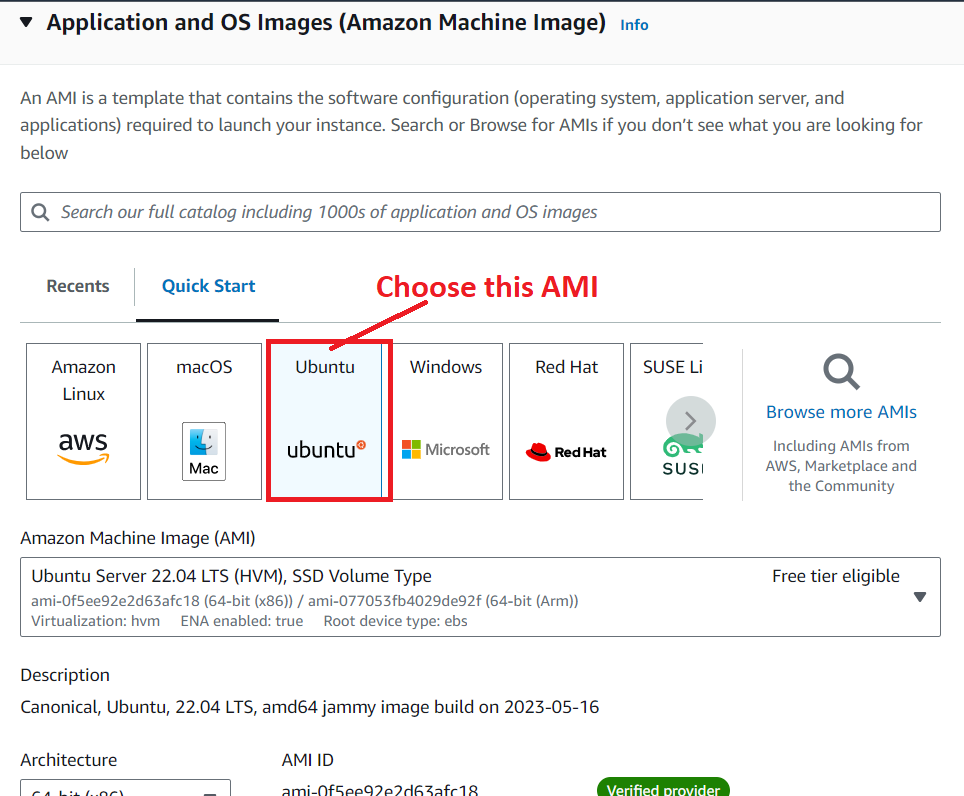 Application and OS Images (Amazon Machine Image) Info
An AMI is a template that contains the software configuration (operating system, application server, and
applications) required to launch your instance. Search or Browse for AMIs if you don’t see what you are looking for
below
Search our full catalog including 1000s of application and OS images
Recents
Quick Start
Choose this AMI
Amazon
Linux
aws
macOS
Mac
Ubuntu
ubuntu
Windows
Microsoft
Red Hat
Red Hat
SUSE Li
SUS
Browse more AMIs
Including AMIs from
AWS, Marketplace and
the Community
Amazon Machine Image (AMI)
Ubuntu Server 22.04 LTS (HVM), SSD Volume Type
Free tier eligible
ami-0f5ee92e2d63afc18 (64-bit (x86)) / ami-077053fb4029de92f (64-bit (Arm))
Virtualization: hvm ENA enabled: true Root device type: ebs
Description
Canonical, Ubuntu, 22.04 LTS, amd64 jammy image build on 2023-05-16
Architecture
AMI ID
64-bit (x86)
ami-0f5ee92e2d63afc18
Verified provider